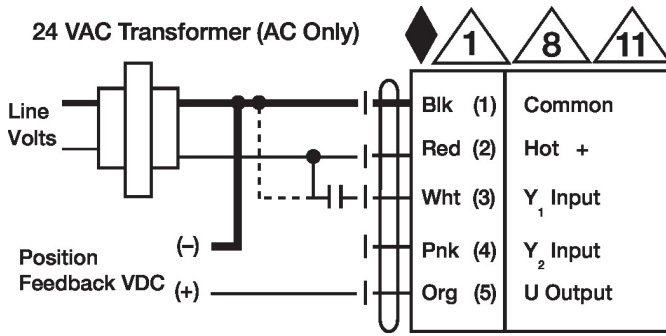 24 VAC Transformer (AC Only)
1 8 11
Line
Volts
Blk (1) Common
Red (2) Hot +
Wht (3) Y1 Input
Pnk (4) Y2 Input
Org (5) U Output
Position
Feedback VDC
(–)
(+)